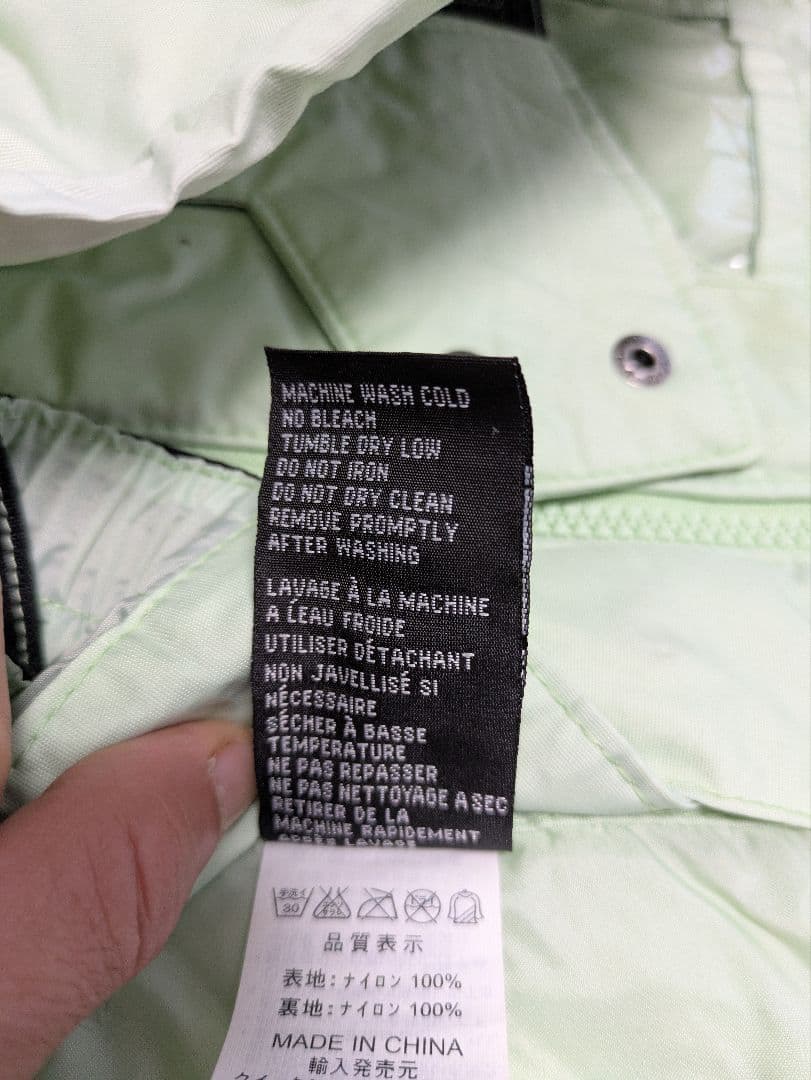 MACHINE WASH COLD
NO BLEACH
TUMBLE DRY LOW
DO NOT IRON
DO NOT DRY CLEAN
REMOVE PROMPTLY
AFTER WASHING
LAVAGE À LA MACHINE
A L'EAU FROIDE
UTILISER DÉTACHANT
NON JAVELLISÉ SI
NÉCESSAIRE
SÉCHER À BASSE
TEMPÉRATURE
NE PAS REPASSER
NE PAS NETTOYAGE A SEC
RETIRER DE LA
MACHINE RAPIDEMENT
APRES LAVAGE
30
品質表示
表地:ナイロン 100%
裏地:ナイロン 100%
MADE IN CHINA
輸入発売元